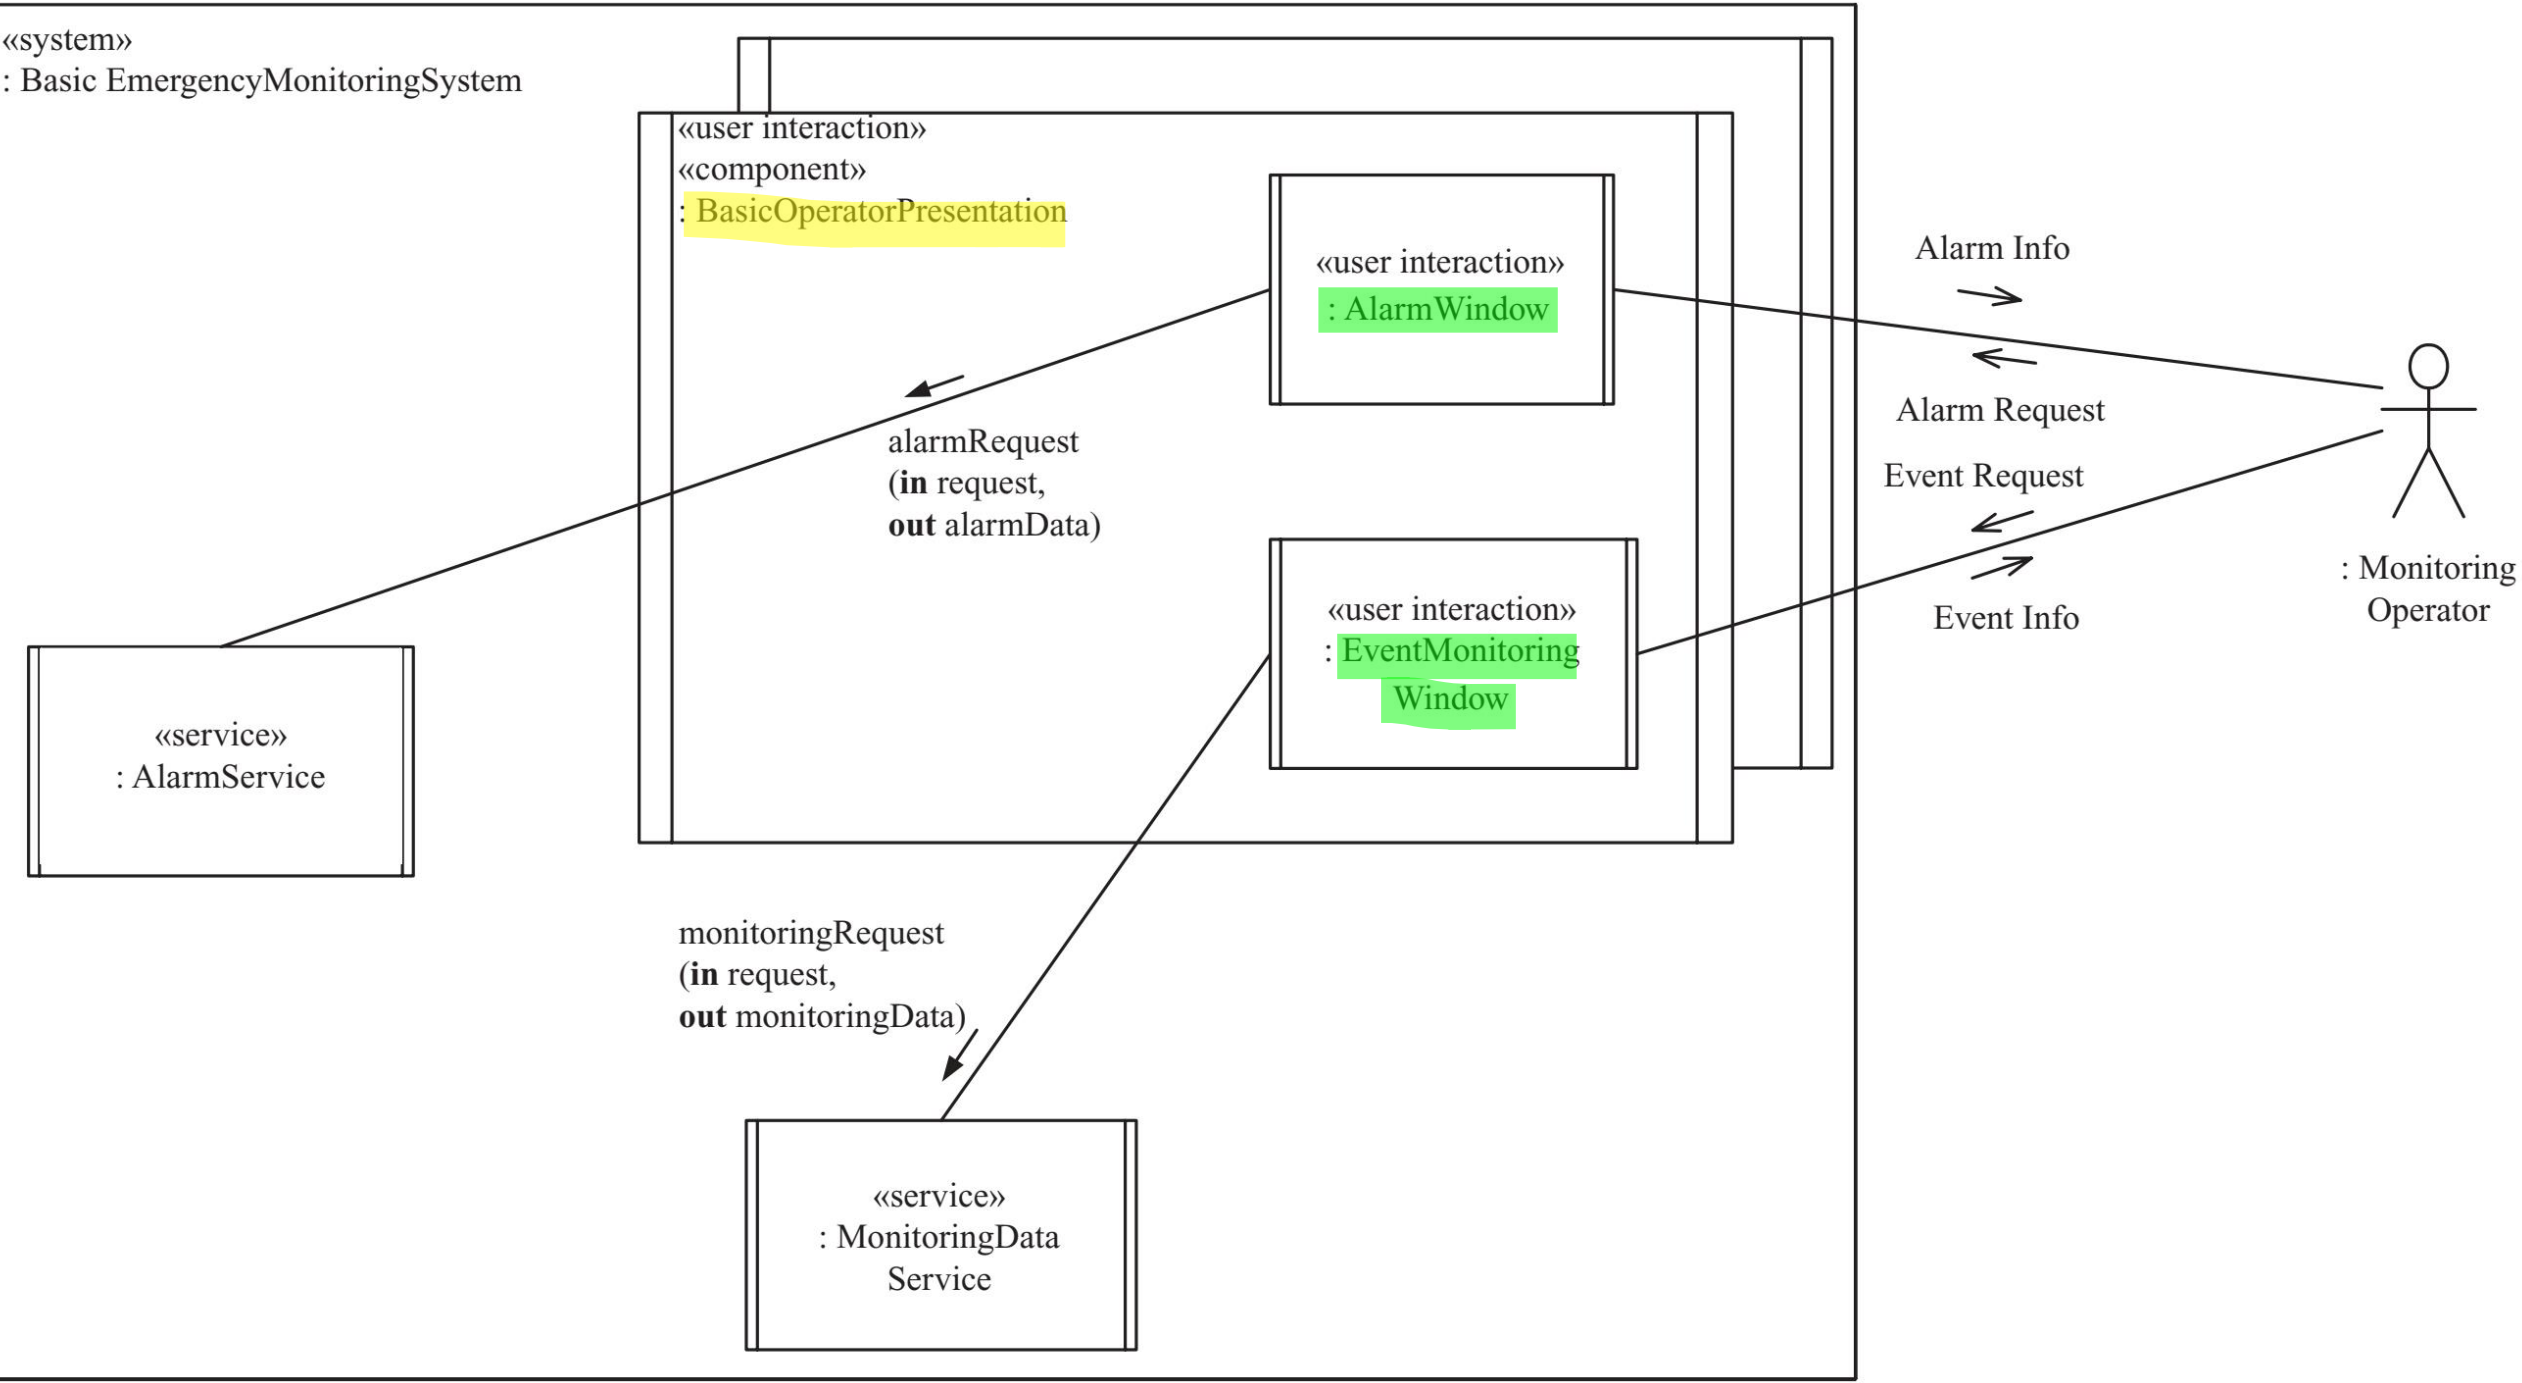 «system»
: Basic EmergencyMonitoringSystem
«user interaction»
«component»
: BasicOperatorPresentation
«user interaction»
: AlarmWindow
Alarm Info
Alarm Request
alarmRequest
(in request,
out alarmData)
Event Request
Event Info
: Monitoring
Operator
«user interaction»
: EventMonitoring
Window
«service»
: AlarmService
monitoringRequest
(in request,
out monitoringData)
«service»
: MonitoringData
Service